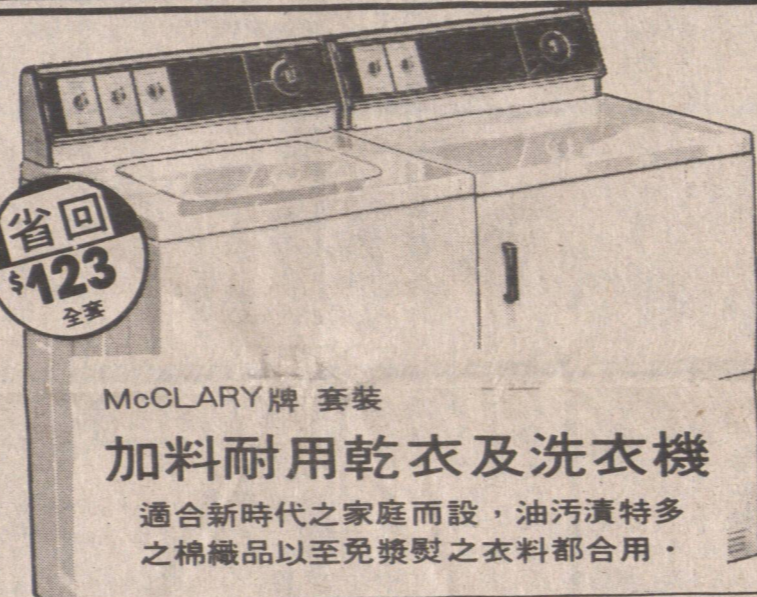 省回
$123
全套
McCLARY牌 套裝
加料耐用乾衣及洗衣機
適合新時代之家庭而設，油污漬特多
之棉織品以至免漿熨之衣料都合用．